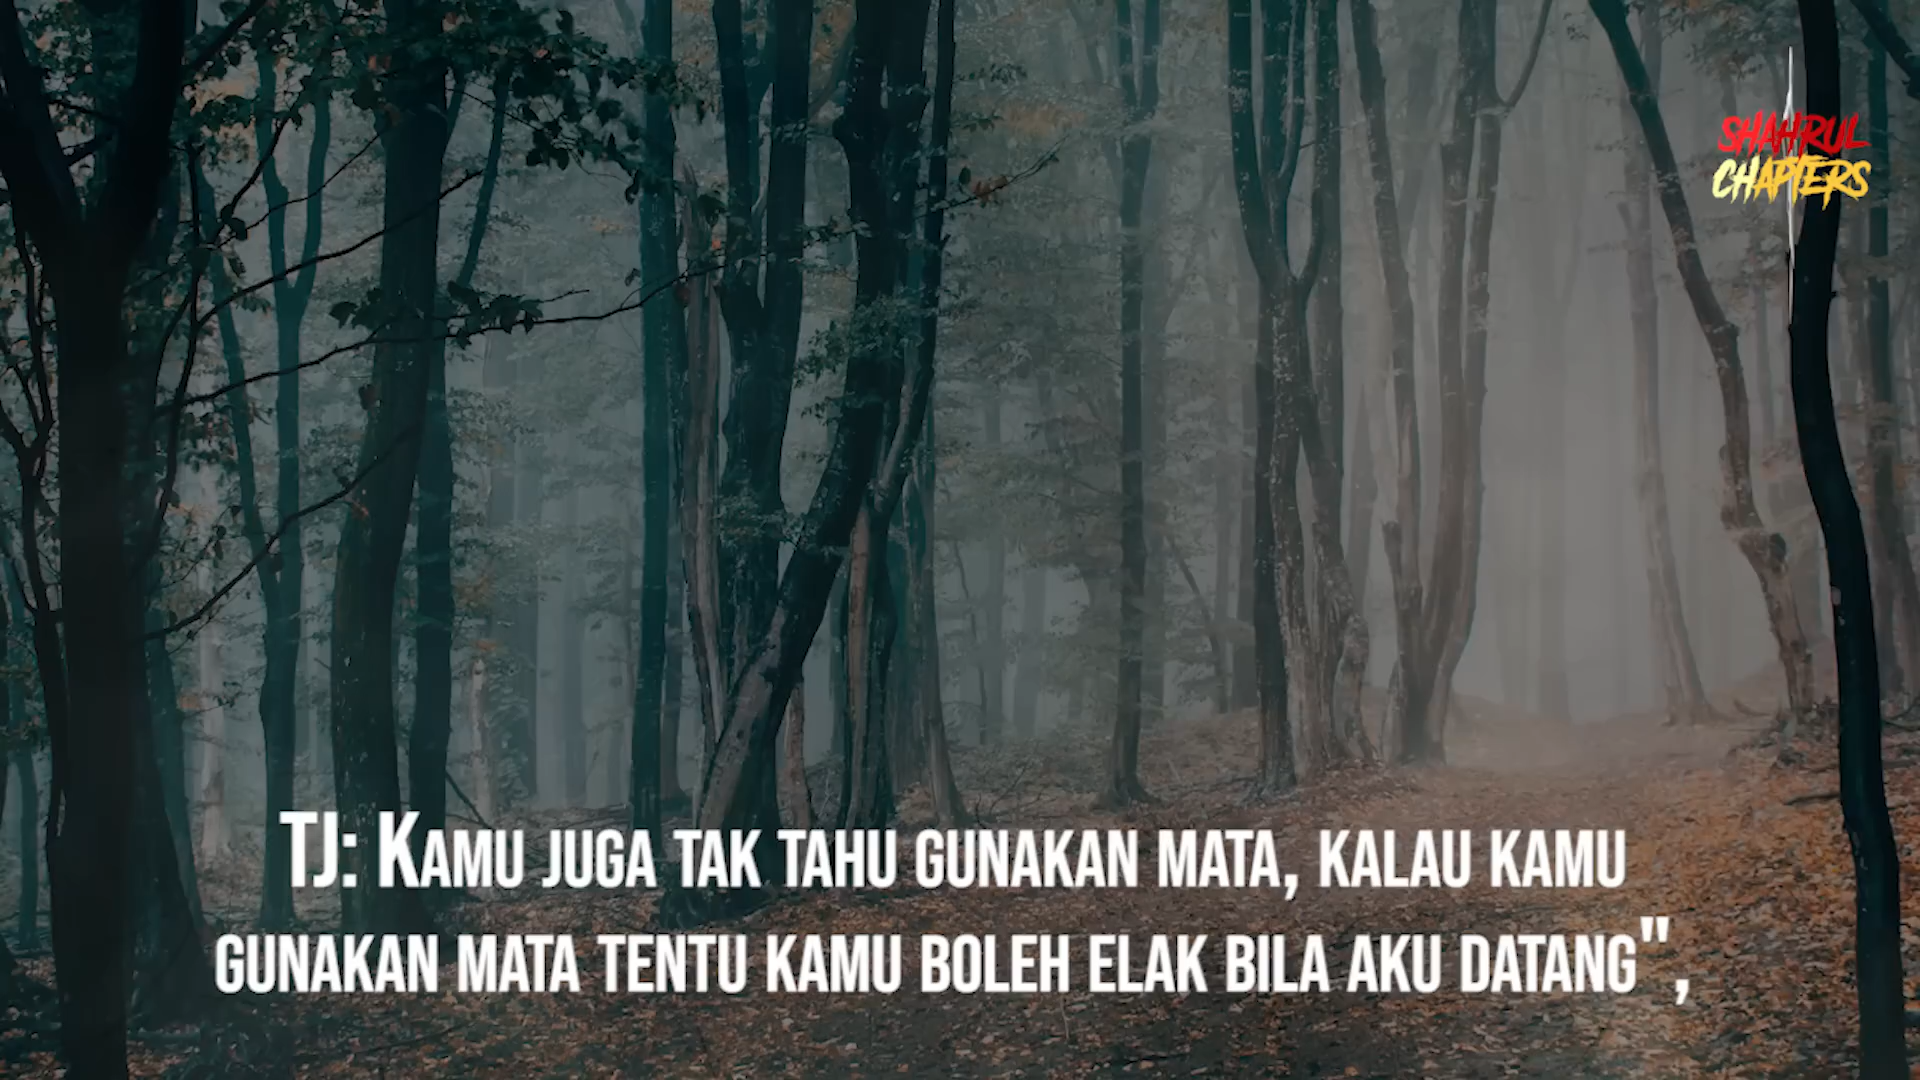 SHAHRUL
CHAPTERS
TJ: KAMU JUGA TAK TAHU GUNAKAN MATA, KALAU KAMU
GUNAKAN MATA TENTU KAMU BOLEH ELAK BILA AKU DATANG",